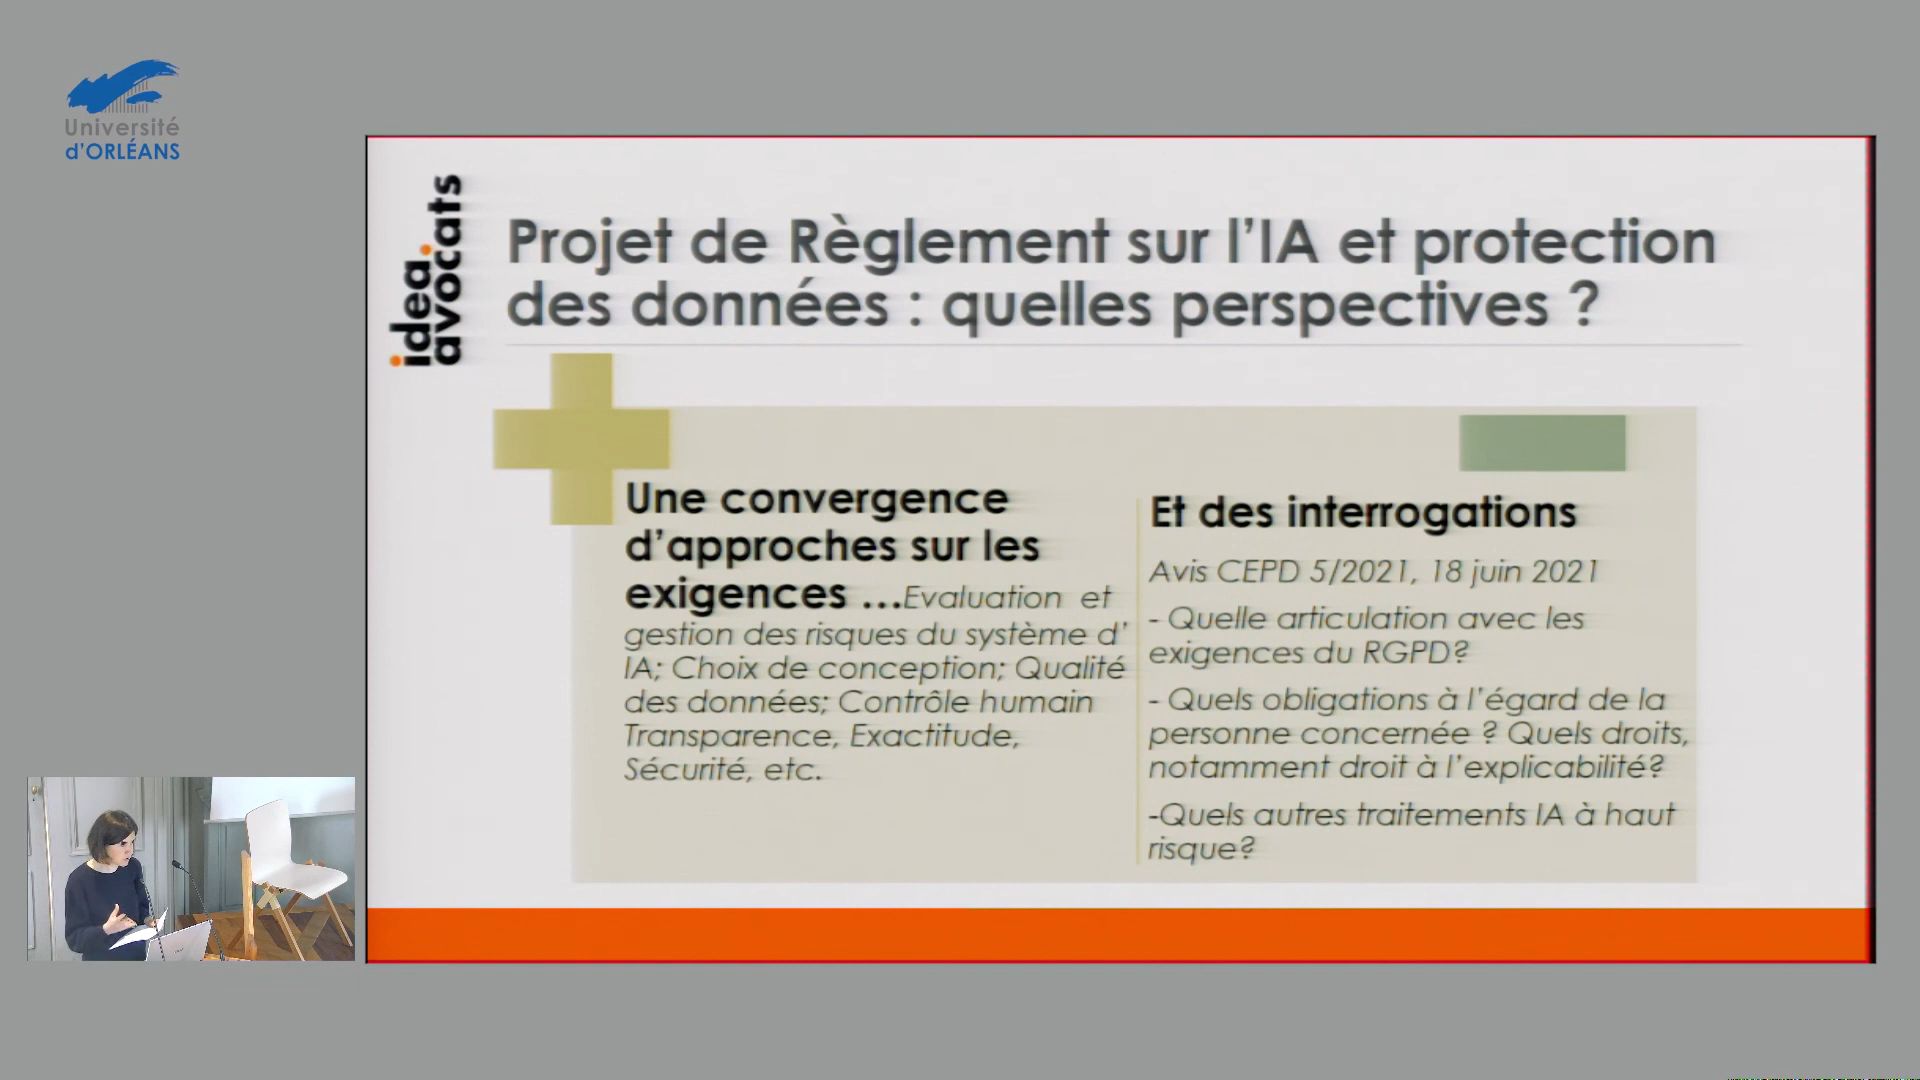 Université
d'ORLÉANS
idea.
avocats
Projet de Règlement sur l'IA et protection
des données : quelles perspectives ?
Une convergence
d'approches sur les
exigences ...Evaluation et
gestion des risques du système d'
IA; Choix de conception; Qualité
des données; Contrôle humain
Transparence, Exactitude,
Sécurité, etc.
Et des interrogations
Avis CEPD 5/2021, 18 juin 2021
- Quelle articulation avec les
exigences du RGPD?
- Quels obligations à l'égard de la
personne concernée ? Quels droits,
notamment droit à l'explicabilité?
-Quels autres traitements IA à haut
risque?